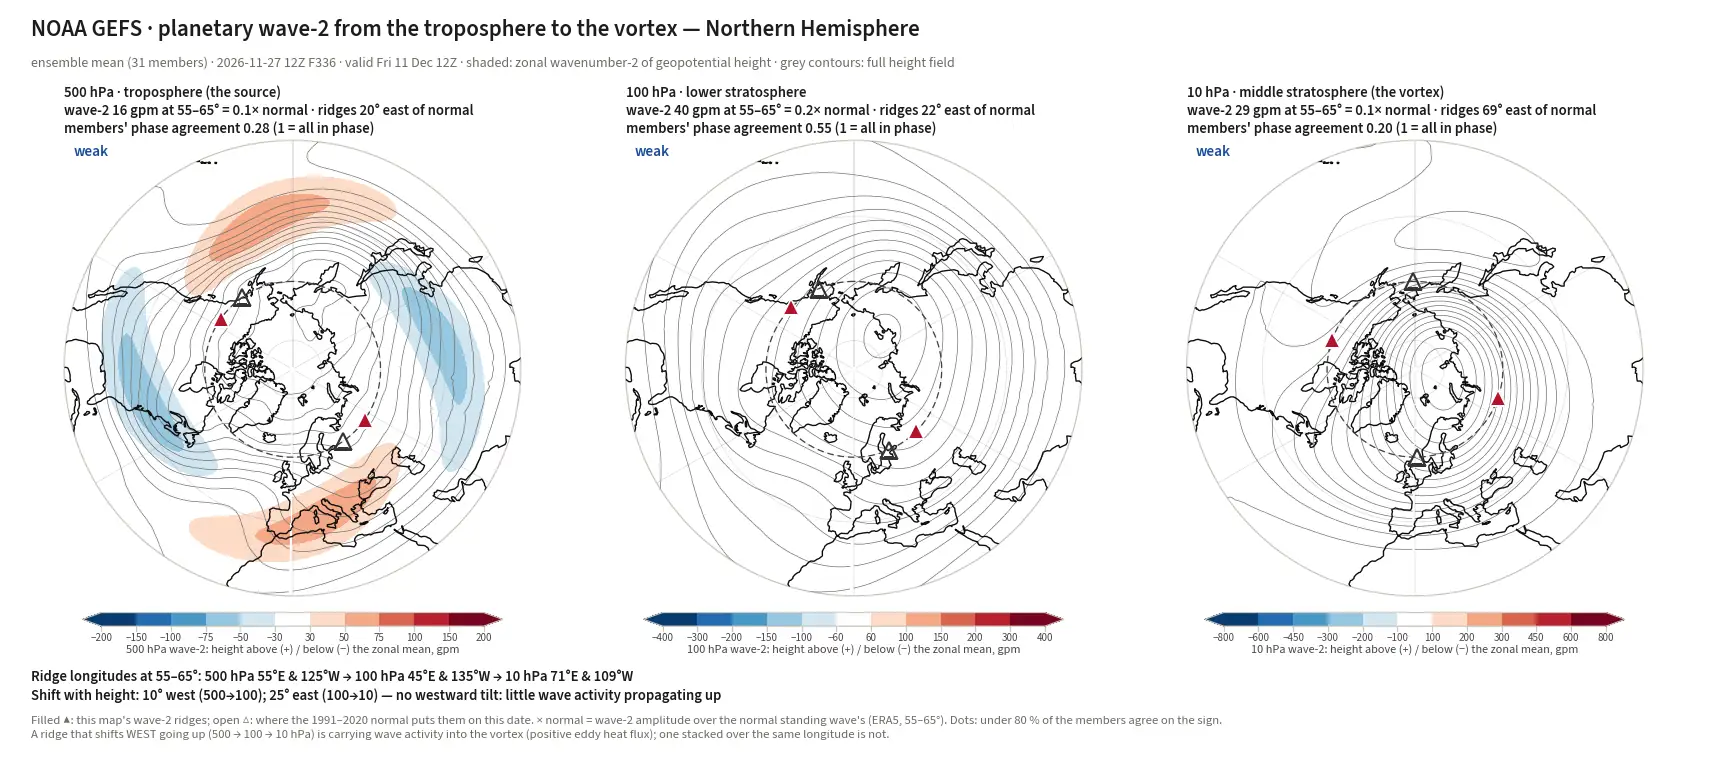 NOAA GEFS · planetary wave-2 from the troposphere to the vortex — Northern Hemisphere
ensemble mean (31 members) · 2026-11-27 12Z F336 · valid Fri 11 Dec 12Z · shaded: zonal wavenumber-2 of geopotential height · grey contours: full height field
500 hPa · troposphere (the source)
wave-2 16 gpm at 55–65° = 0.1× normal · ridges 20° east of normal
members' phase agreement 0.28 (1 = all in phase)
weak
100 hPa · lower stratosphere
wave-2 40 gpm at 55–65° = 0.2× normal · ridges 22° east of normal
members' phase agreement 0.55 (1 = all in phase)
weak
10 hPa · middle stratosphere (the vortex)
wave-2 29 gpm at 55–65° = 0.1× normal · ridges 69° east of normal
members' phase agreement 0.20 (1 = all in phase)
weak
−200 −150 −100 −75 −50 −30 30 50 75 100 150 200
500 hPa wave-2: height above (+) / below (−) the zonal mean, gpm
−400 −300 −200 −150 −100 −60 60 100 150 200 300 400
100 hPa wave-2: height above (+) / below (−) the zonal mean, gpm
−800 −600 −450 −300 −200 −100 100 200 300 450 600 800
10 hPa wave-2: height above (+) / below (−) the zonal mean, gpm
Ridge longitudes at 55–65°: 500 hPa 55°E & 125°W → 100 hPa 45°E & 135°W → 10 hPa 71°E & 109°W
Shift with height: 10° west (500→100); 25° east (100→10) — no westward tilt: little wave activity propagating up
Filled ▲: this map's wave-2 ridges; open △: where the 1991–2020 normal puts them on this date. × normal = wave-2 amplitude over the normal standing wave's (ERA5, 55–65°). Dots: under 80 % of the members agree on the sign.
A ridge that shifts WEST going up (500 → 100 → 10 hPa) is carrying wave activity into the vortex (positive eddy heat flux); one stacked over the same longitude is not.